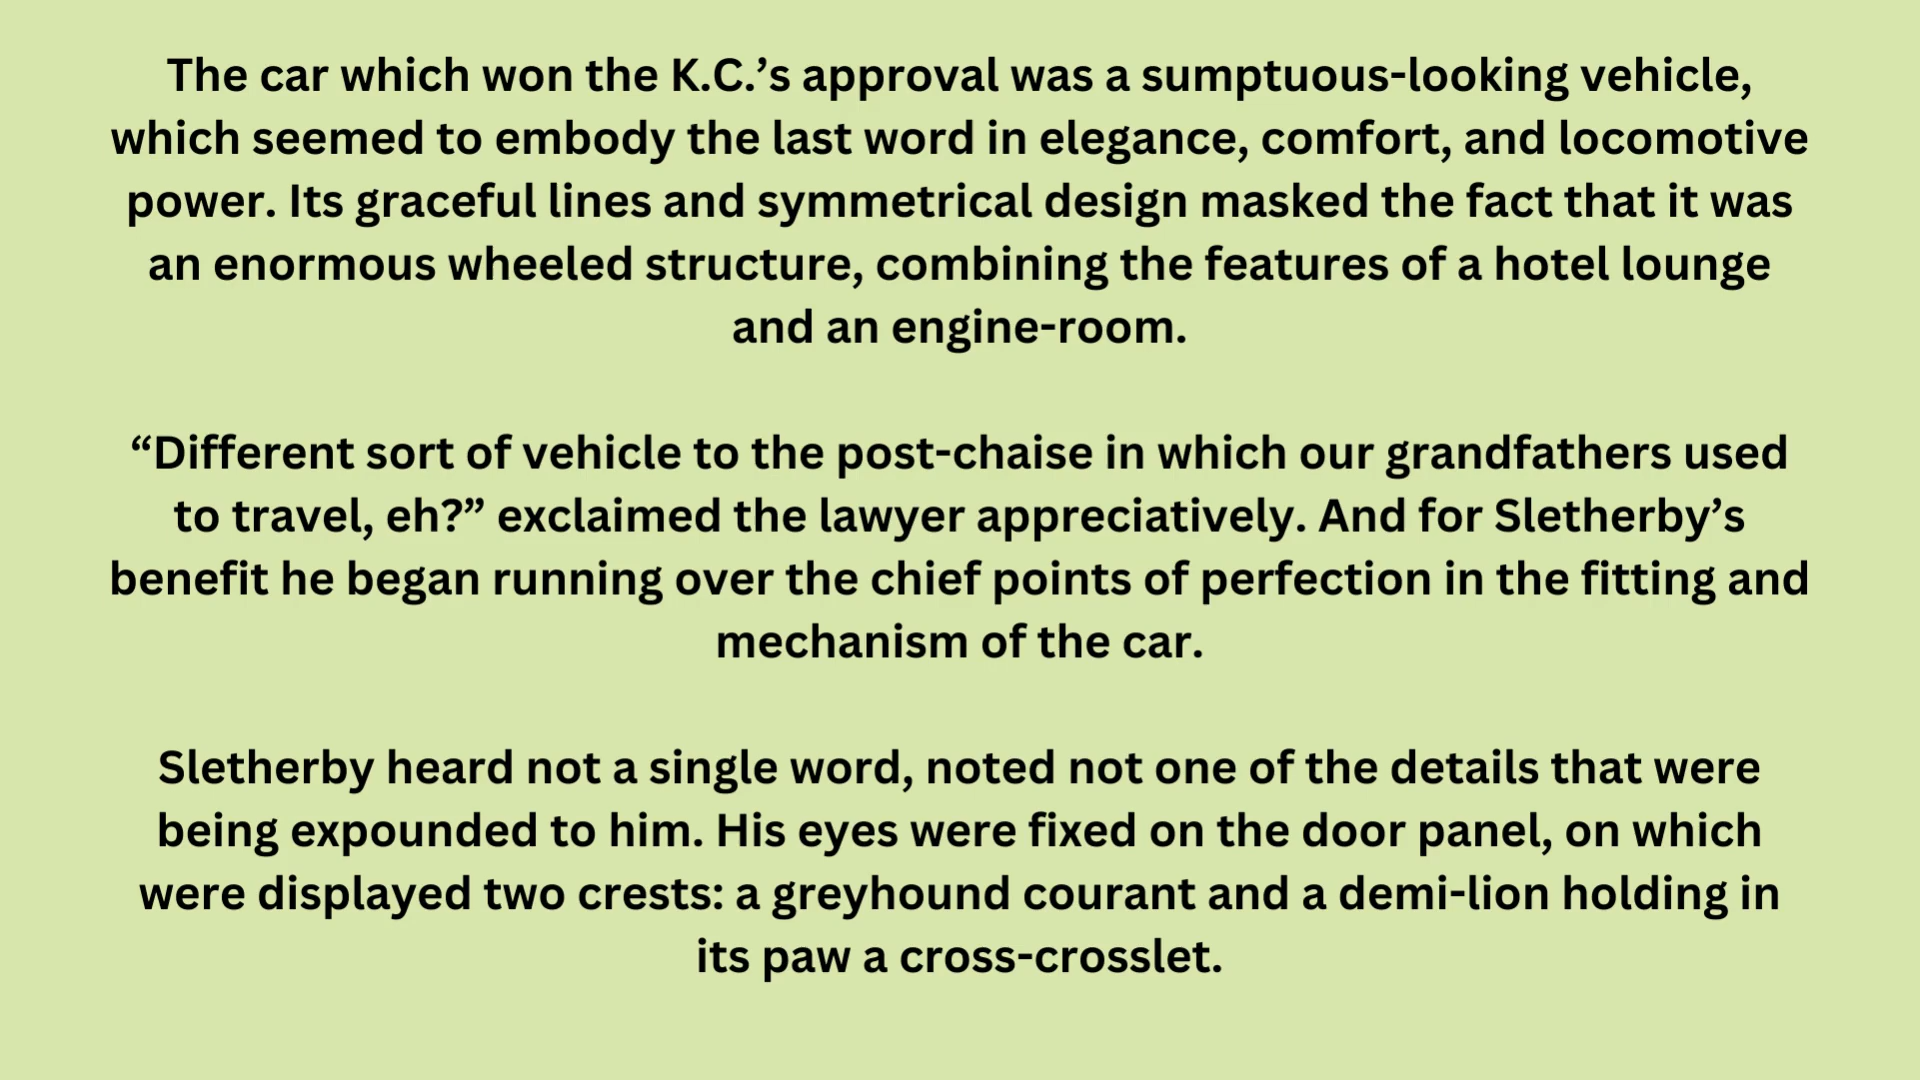 The car which won the K.C.’s approval was a sumptuous-looking vehicle,
which seemed to embody the last word in elegance, comfort, and locomotive
power. Its graceful lines and symmetrical design masked the fact that it was
an enormous wheeled structure, combining the features of a hotel lounge
and an engine-room.
“Different sort of vehicle to the post-chaise in which our grandfathers used
to travel, eh?” exclaimed the lawyer appreciatively. And for Sletherby’s
benefit he began running over the chief points of perfection in the fitting and
mechanism of the car.
Sletherby heard not a single word, noted not one of the details that were
being expounded to him. His eyes were fixed on the door panel, on which
were displayed two crests: a greyhound courant and a demi-lion holding in
its paw a cross-crosslet.